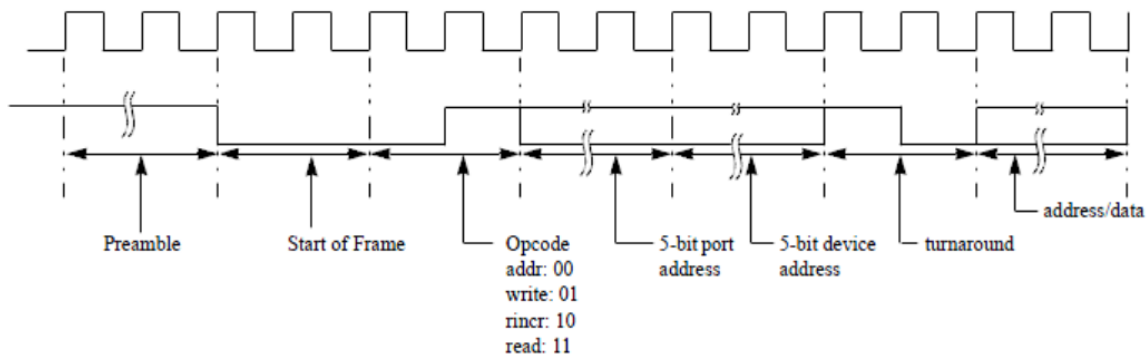 Preamble
Start of Frame
Opcode
addr: 00
write: 01
rincr: 10
read: 11
5-bit port
address
5-bit device
address
turnaround
address/data